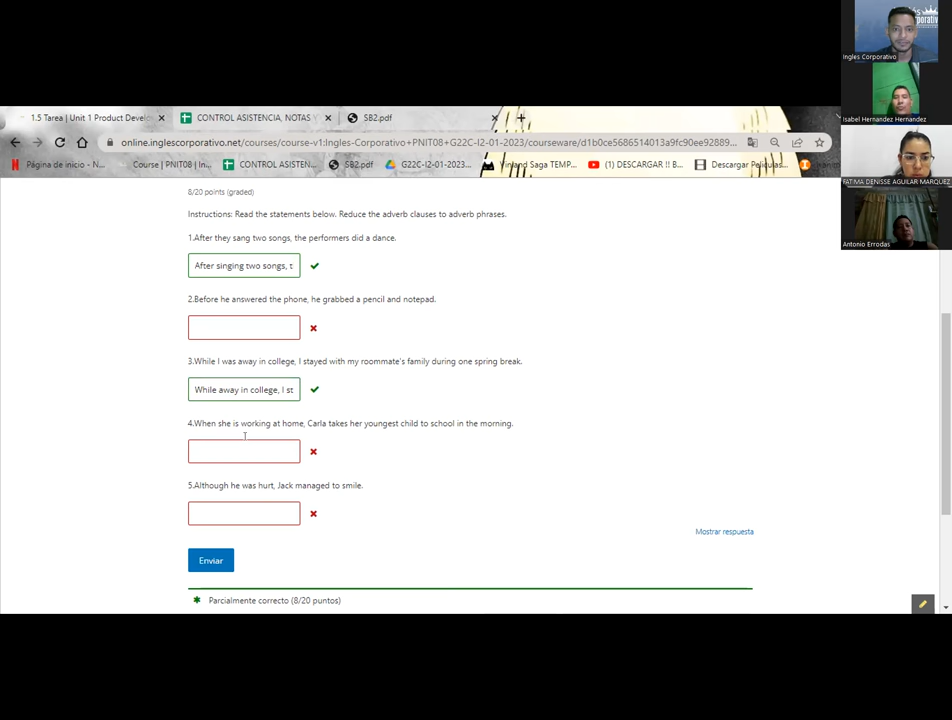 Ingles Corporativo
Isabel Hernandez Hernandez
FATIMA DENISSE AGUILAR MARQUEZ
Antonio Errodas
1.5 Tarea | Unit 1 Product Develo
CONTROL ASISTENCIA, NOTAS Y
SB2.pdf
online.inglescorporativo.net/courses/course-v1:Ingles-Corporativo+PNIT08+G22C-I2-01-2023/courseware/d1b0ce5686514083a9fc90ee92889...
Página de inicio - N...
Course | PNIT08 | In...
CONTROL ASISTEN...
SB2.pdf
G22C-I2-01-2023...
Vinland Saga TEMP...
(1) DESCARGAR !! B...
Descargar Películas...
8/20 points (graded)
Instructions: Read the statements below. Reduce the adverb clauses to adverb phrases.
1.After they sang two songs, the performers did a dance.
After singing two songs, t
2.Before he answered the phone, he grabbed a pencil and notepad.
3.While I was away in college, I stayed with my roommate's family during one spring break.
While away in college, I st
4.When she is working at home, Carla takes her youngest child to school in the morning.
5.Although he was hurt, Jack managed to smile.
Mostrar respuesta
Enviar
Parcialmente correcto (8/20 puntos)